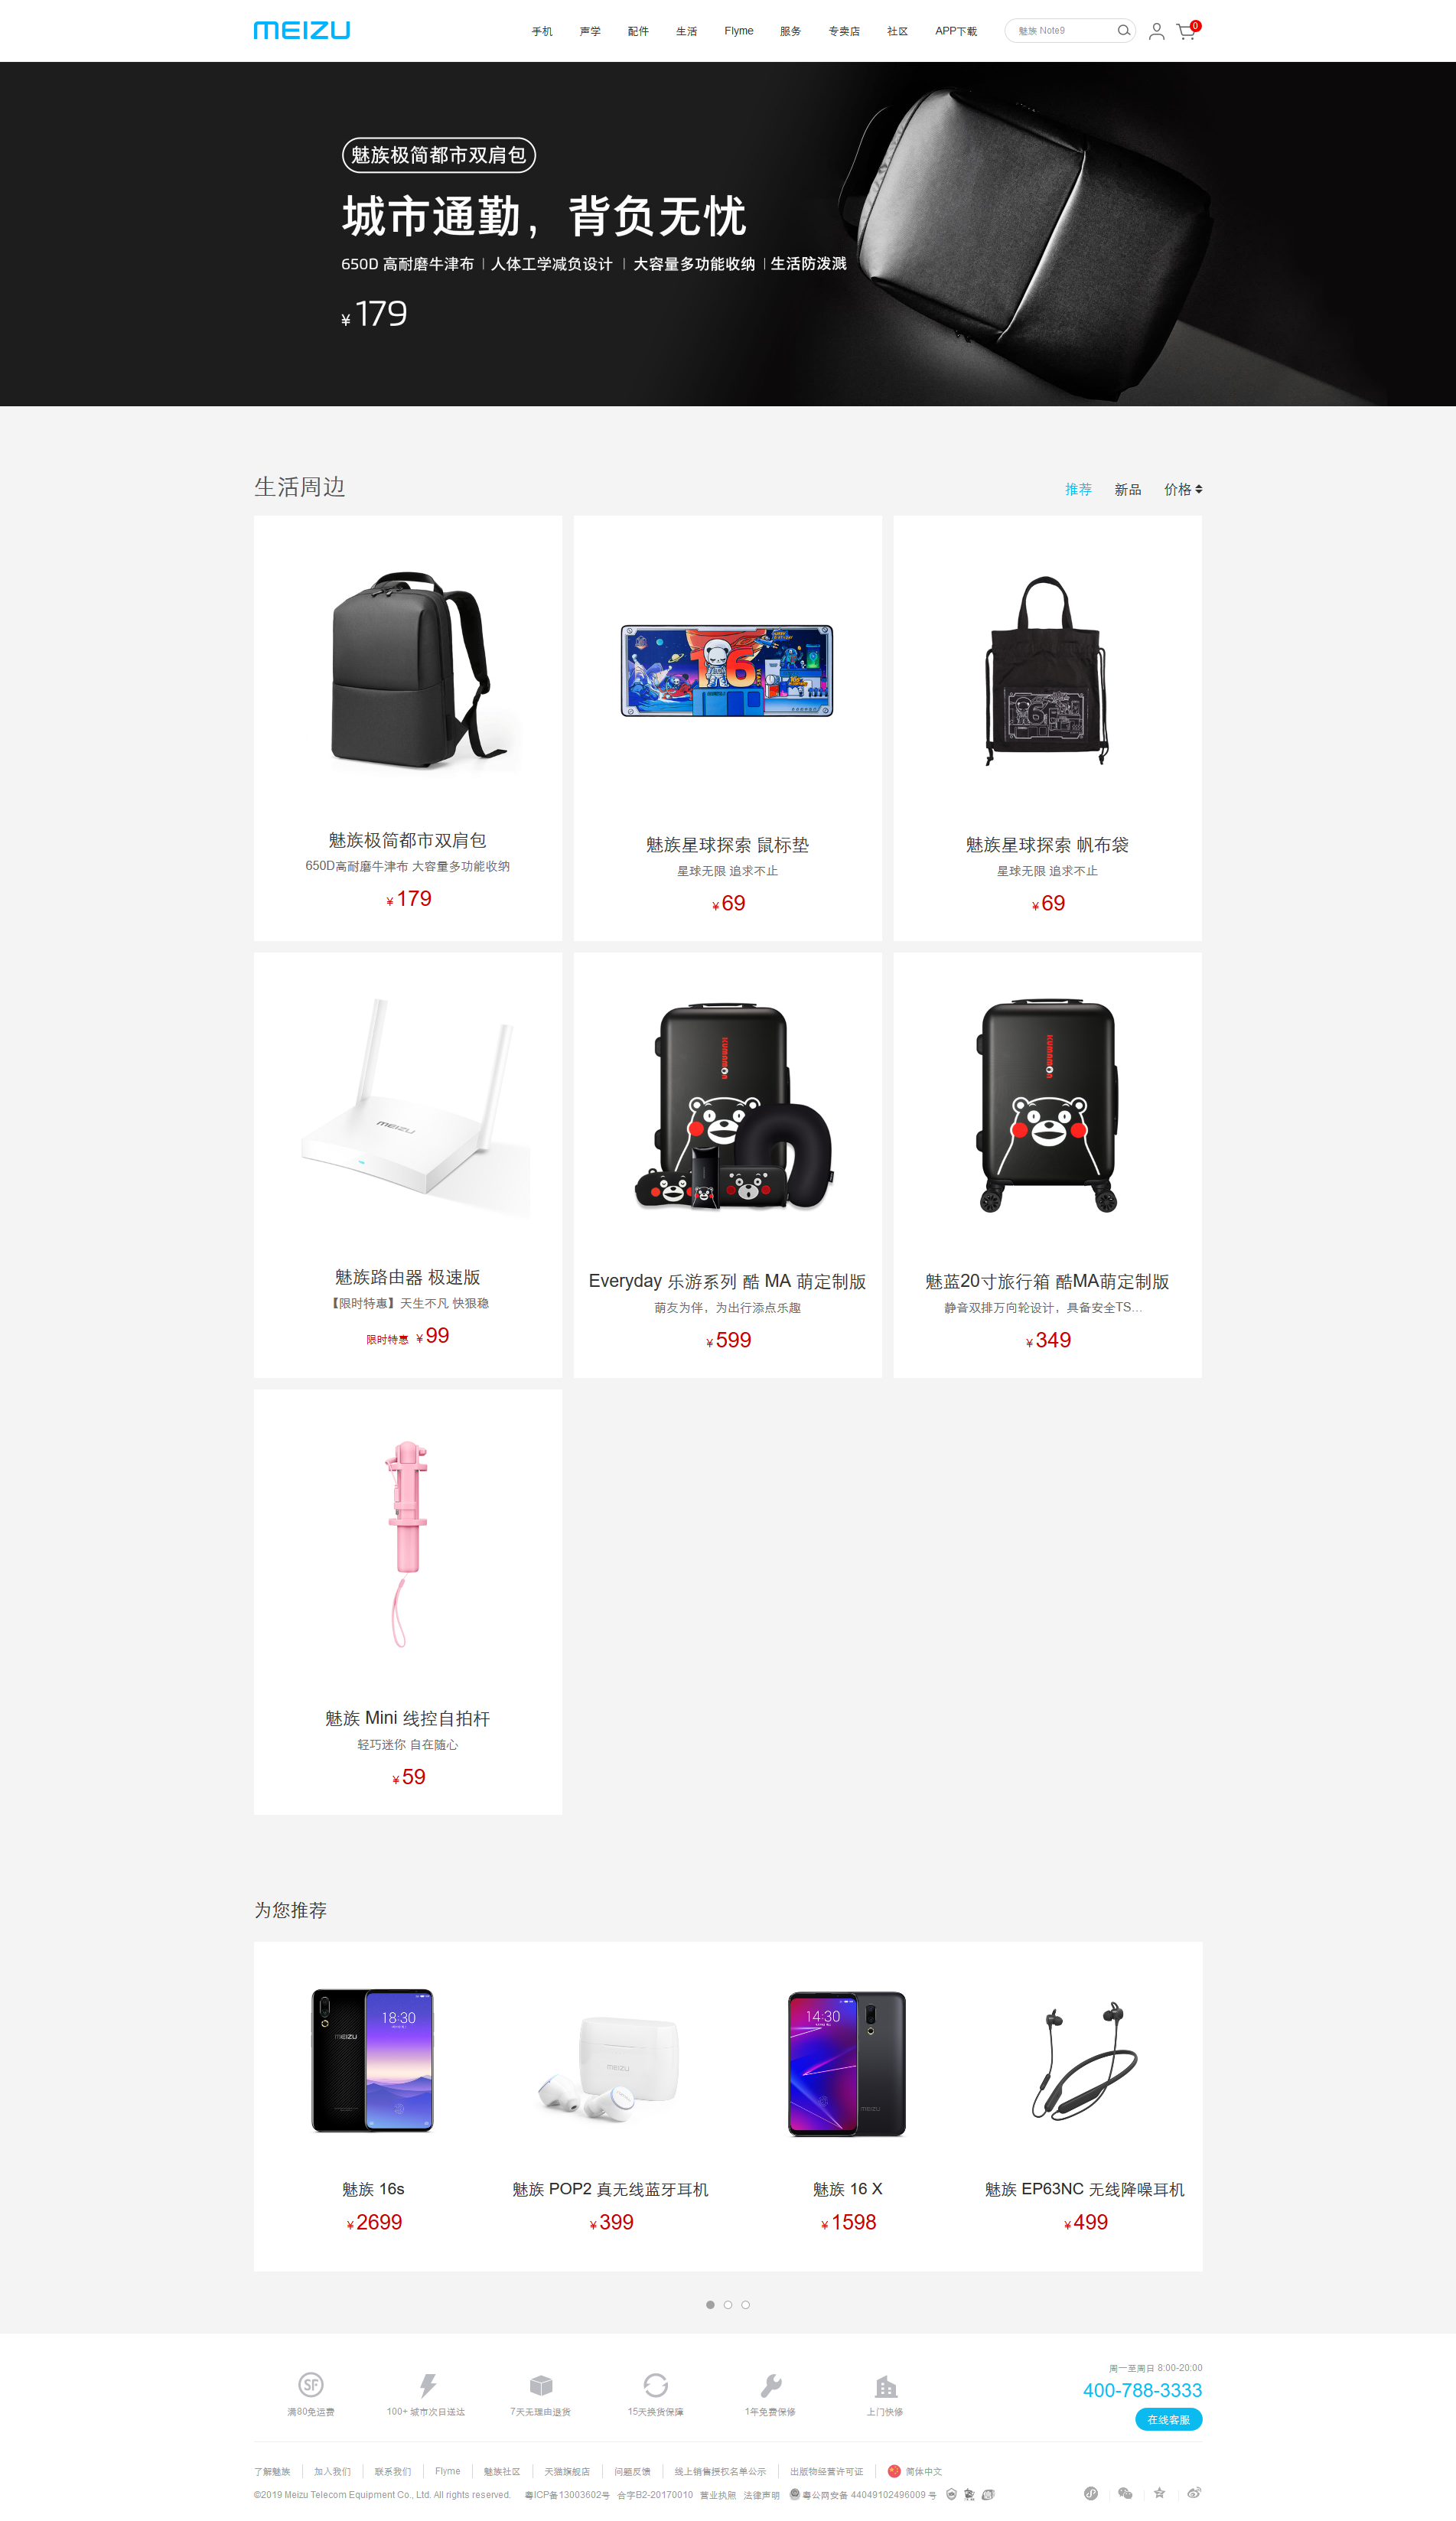 MEIZU
手机 声学 配件 生活 Flyme 服务 专卖店 社区 APP下载 魅族 Note9 0
魅族极简都市双肩包
城市通勤，背负无忧
650D 高耐磨牛津布 | 人体工学减负设计 | 大容量多功能收纳 | 生活防泼溅
¥ 179
生活周边
推荐 新品 价格
魅族极简都市双肩包
650D高耐磨牛津布 大容量多功能收纳
¥ 179
魅族星球探索 鼠标垫
星球无限 追求不止
¥ 69
魅族星球探索 帆布袋
星球无限 追求不止
¥ 69
MEIZU
魅族路由器 极速版
【限时特惠】天生不凡 快狠稳
限时特惠 ¥ 99
KUMAMON
Everyday 乐游系列 酷 MA 萌定制版
萌友为伴，为出行添点乐趣
¥ 599
KUMAMON
魅蓝20寸旅行箱 酷MA萌定制版
静音双排万向轮设计，具备安全TS...
¥ 349
魅族 Mini 线控自拍杆
轻巧迷你 自在随心
¥ 59
为您推荐
18:30
MEIZU
魅族 16s
¥ 2699
MEIZU
魅族 POP2 真无线蓝牙耳机
¥ 399
14:30
MEIZU
魅族 16 X
¥ 1598
魅族 EP63NC 无线降噪耳机
¥ 499
SF
满80免运费
100+ 城市次日送达
7天无理由退货
15天换货保障
1年免费保修
上门快修
周一至周日 8:00-20:00
400-788-3333
在线客服
了解魅族 加入我们 联系我们 Flyme 魅族社区 天猫旗舰店 问题反馈 线上销售授权名单公示 出版物经营许可证 简体中文
©2019 Meizu Telecom Equipment Co., Ltd. All rights reserved. 粤ICP备13003602号 合字B2-20170010 营业执照 法律声明 粤公网安备 44049102496009 号